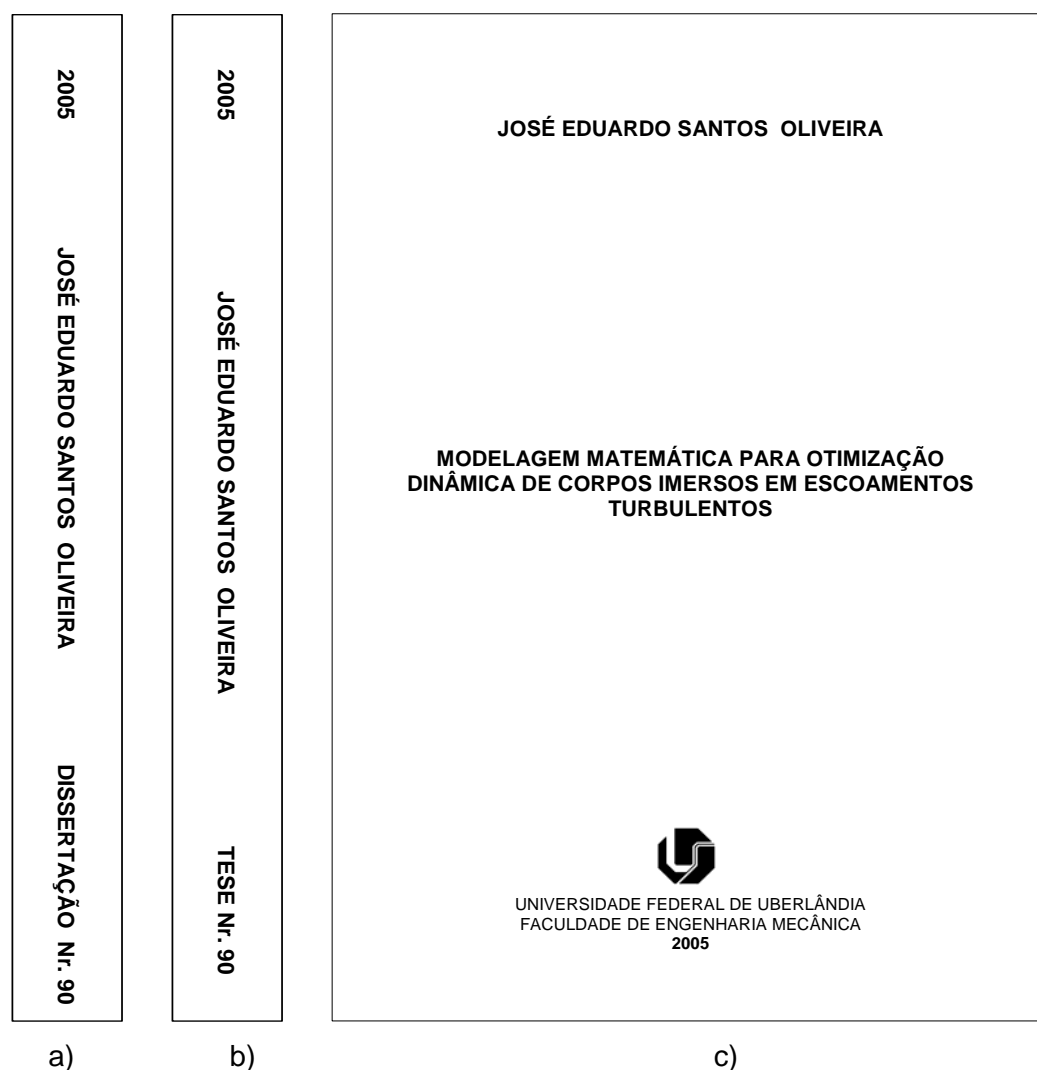 2005
JOSÉ EDUARDO SANTOS OLIVEIRA
DISSERTAÇÃO Nr. 90
a)
2005
JOSÉ EDUARDO SANTOS OLIVEIRA
TESE Nr. 90
b)
JOSÉ EDUARDO SANTOS OLIVEIRA
MODELAGEM MATEMÁTICA PARA OTIMIZAÇÃO
DINÂMICA DE CORPOS IMERSOS EM ESCOAMENTOS
TURBULENTOS
UNIVERSIDADE FEDERAL DE UBERLÂNDIA
FACULDADE DE ENGENHARIA MECÂNICA
2005
c)